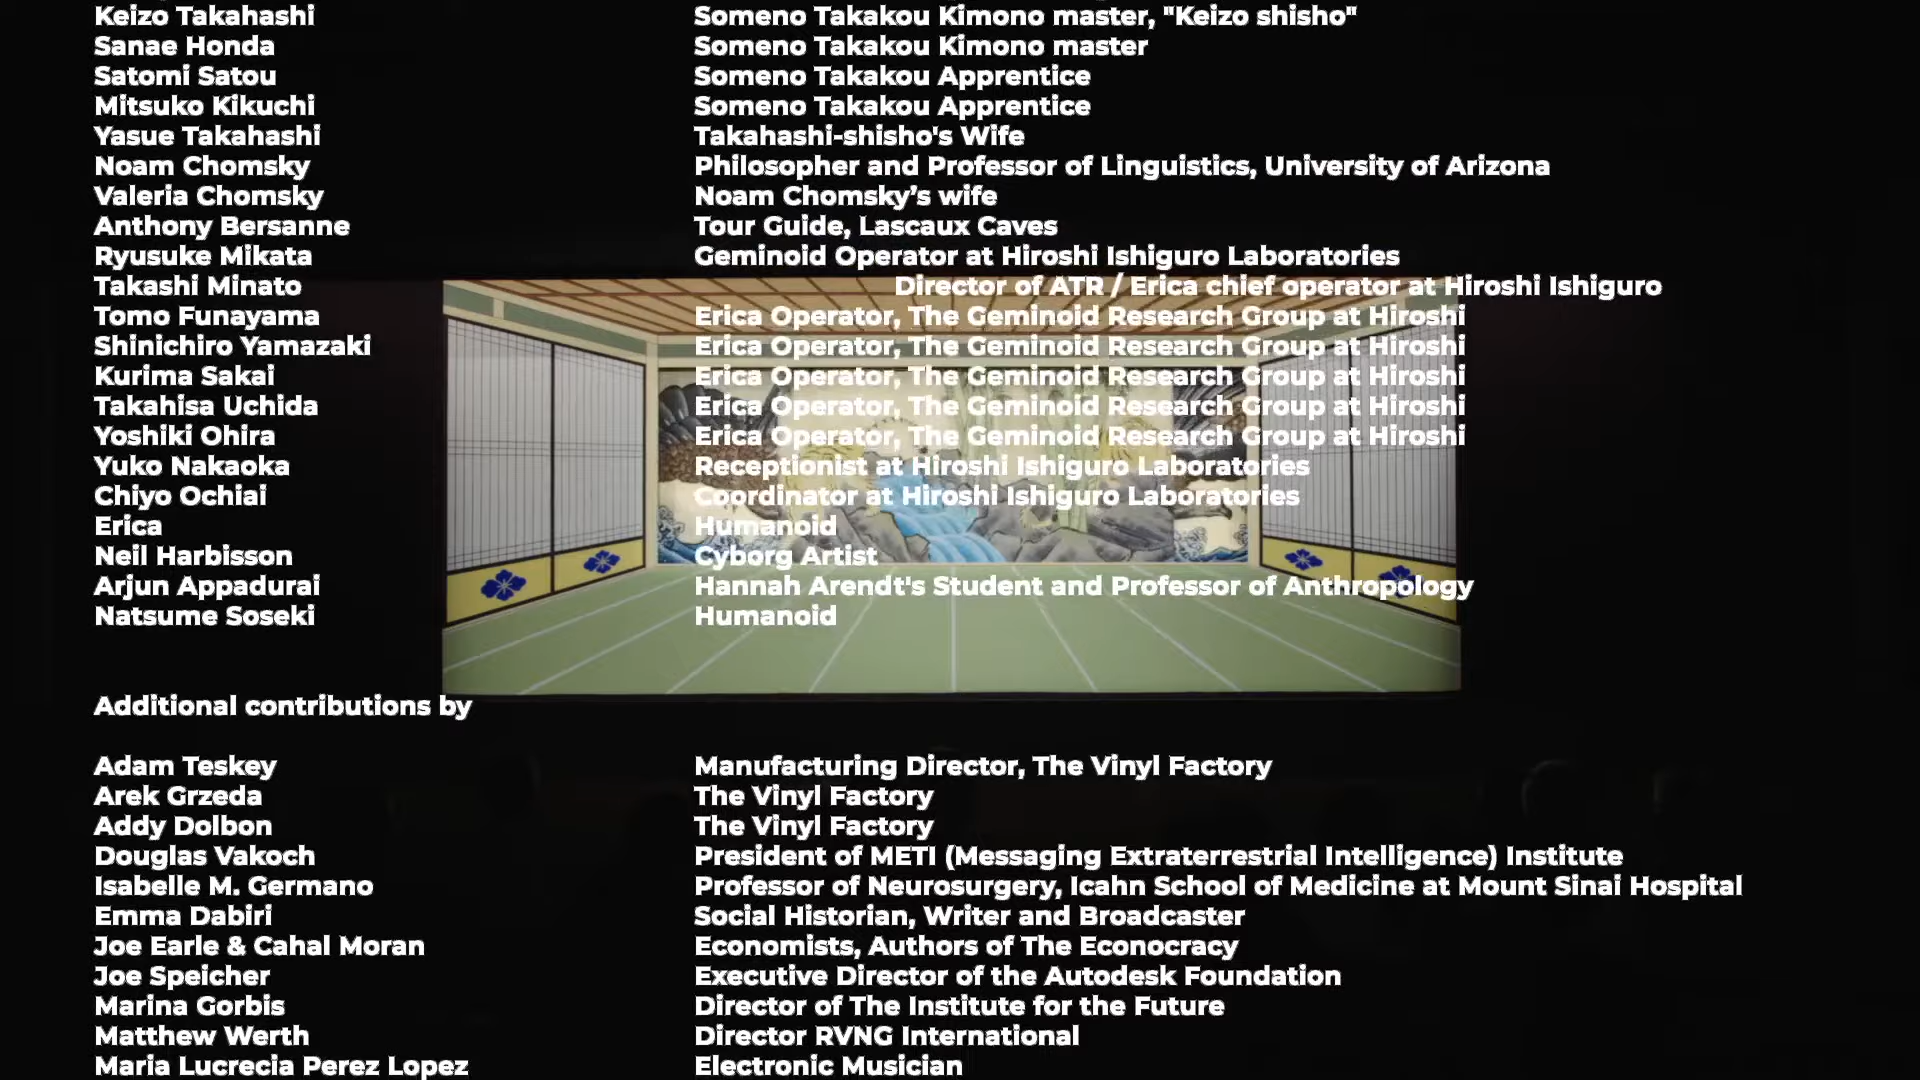 Keizo Takahashi Someno Takakou Kimono master, "Keizo shisho"
Sanae Honda Someno Takakou Kimono master
Satomi Satou Someno Takakou Apprentice
Mitsuko Kikuchi Someno Takakou Apprentice
Yasue Takahashi Takahashi-shisho's Wife
Noam Chomsky Philosopher and Professor of Linguistics, University of Arizona
Valeria Chomsky Noam Chomsky’s wife
Anthony Bersanne Tour Guide, Lascaux Caves
Ryusuke Mikata Geminoid Operator at Hiroshi Ishiguro Laboratories
Takashi Minato Director of ATR / Erica chief operator at Hiroshi Ishiguro
Tomo Funayama Erica Operator, The Geminoid Research Group at Hiroshi
Shinichiro Yamazaki Erica Operator, The Geminoid Research Group at Hiroshi
Kurima Sakai Erica Operator, The Geminoid Research Group at Hiroshi
Takahisa Uchida Erica Operator, The Geminoid Research Group at Hiroshi
Yoshiki Ohira Erica Operator, The Geminoid Research Group at Hiroshi
Yuko Nakaoka Receptionist at Hiroshi Ishiguro Laboratories
Chiyo Ochiai Coordinator at Hiroshi Ishiguro Laboratories
Erica Humanoid
Neil Harbisson Cyborg Artist
Arjun Appadurai Hannah Arendt's Student and Professor of Anthropology
Natsume Soseki Humanoid
Additional contributions by
Adam Teskey Manufacturing Director, The Vinyl Factory
Arek Grzeda The Vinyl Factory
Addy Dolbon The Vinyl Factory
Douglas Vakoch President of METI (Messaging Extraterrestrial Intelligence) Institute
Isabelle M. Germano Professor of Neurosurgery, Icahn School of Medicine at Mount Sinai Hospital
Emma Dabiri Social Historian, Writer and Broadcaster
Joe Earle & Cahal Moran Economists, Authors of The Econocracy
Joe Speicher Executive Director of the Autodesk Foundation
Marina Gorbis Director of The Institute for the Future
Matthew Werth Director RVNG International
Maria Lucrecia Perez Lopez Electronic Musician